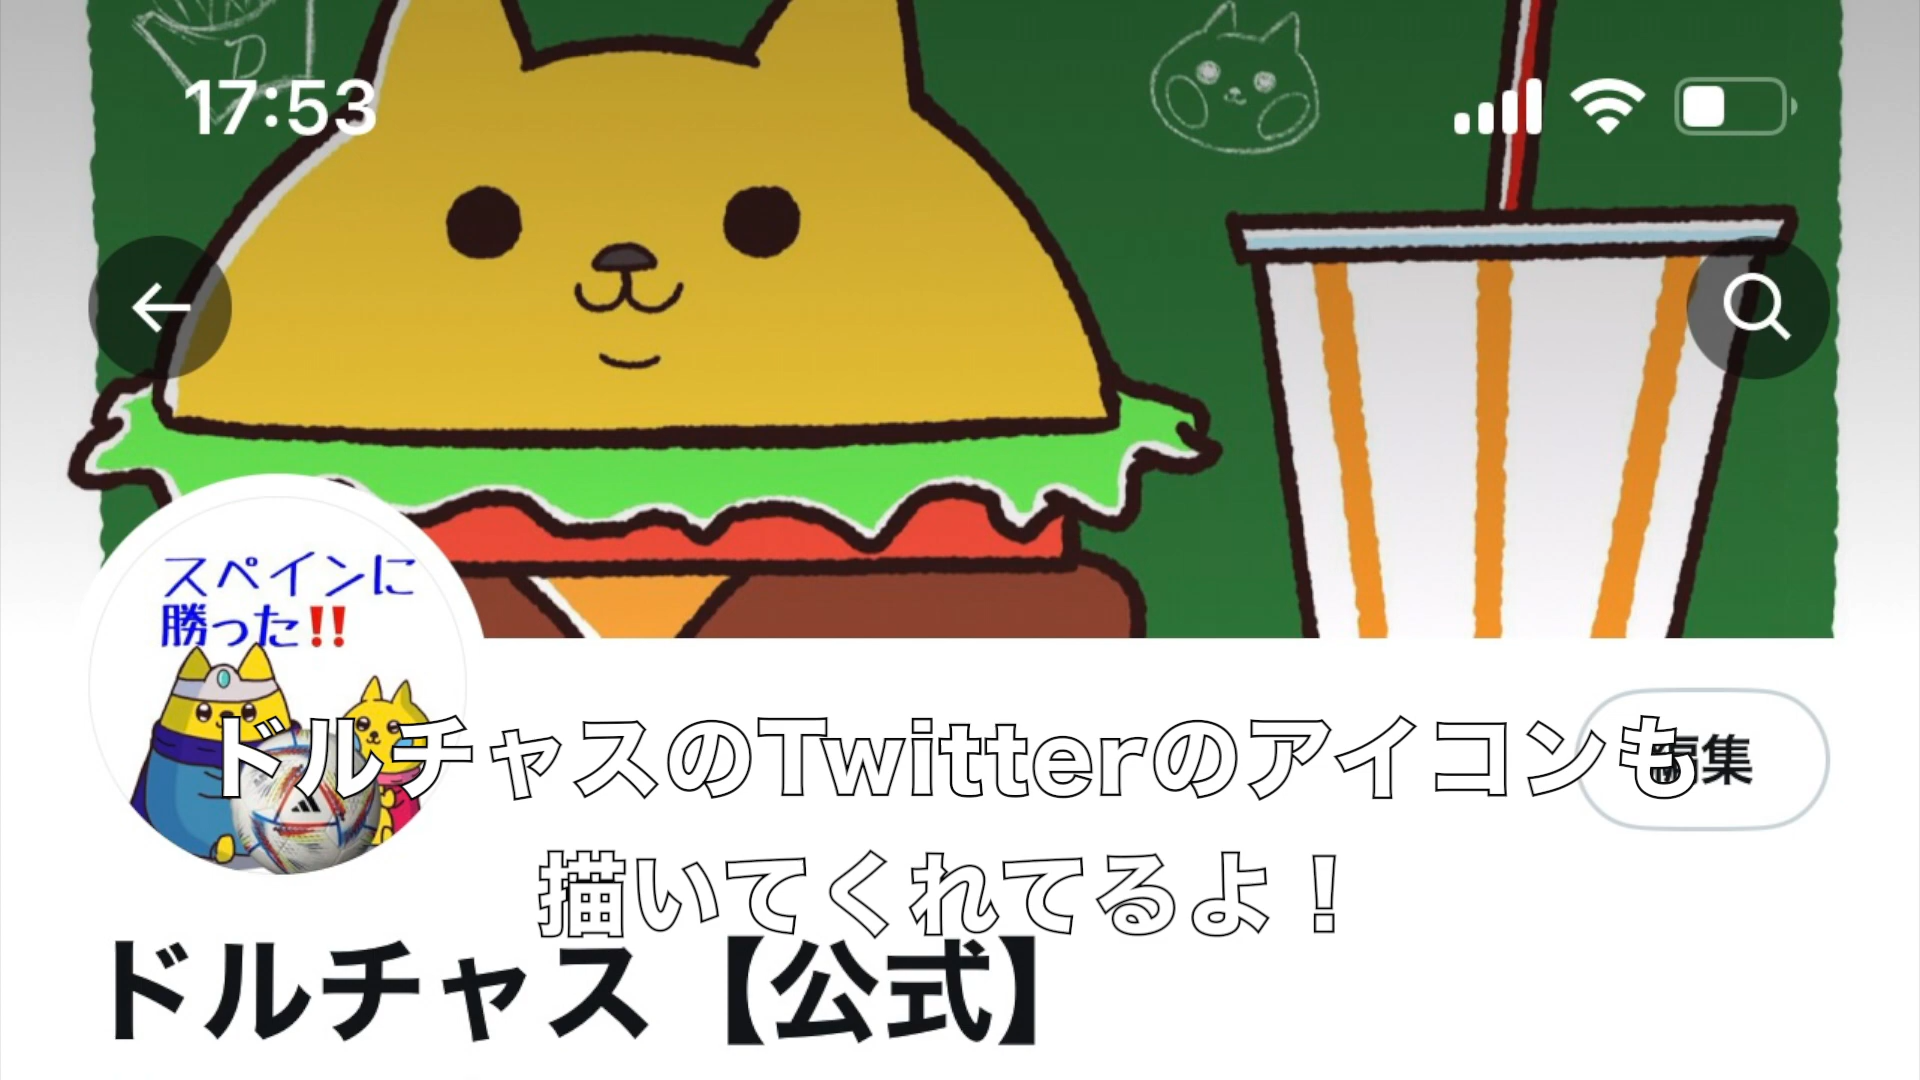 D
17:53
スペインに
勝った‼
ドルチャスのTwitterのアイコンも
編集
描いてくれてるよ！
ドルチャス【公式】